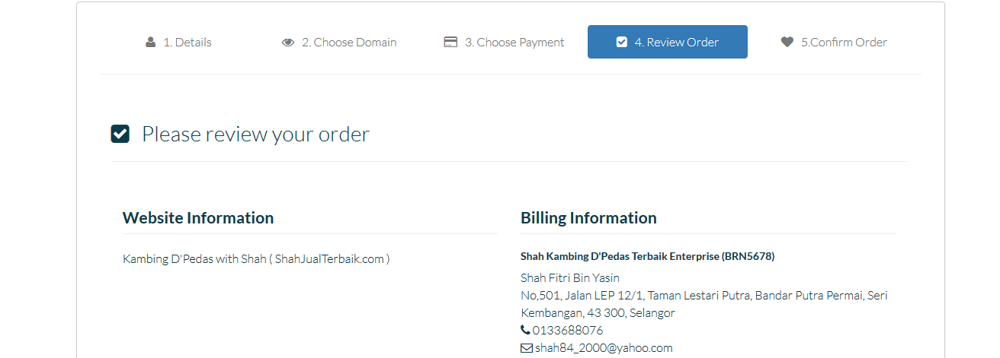 1. Details
2. Choose Domain
3. Choose Payment
4. Review Order
5.Confirm Order
Please review your order
Website Information
Kambing D'Pedas with Shah ( ShahJualTerbaik.com )
Billing Information
Shah Kambing D'Pedas Terbaik Enterprise (BRN5678)
Shah Fitri Bin Yasin
No,501, Jalan LEP 12/1, Taman Lestari Putra, Bandar Putra Permai, Seri
Kembangan, 43 300, Selangor
0133688076
shah84_2000@yahoo.com